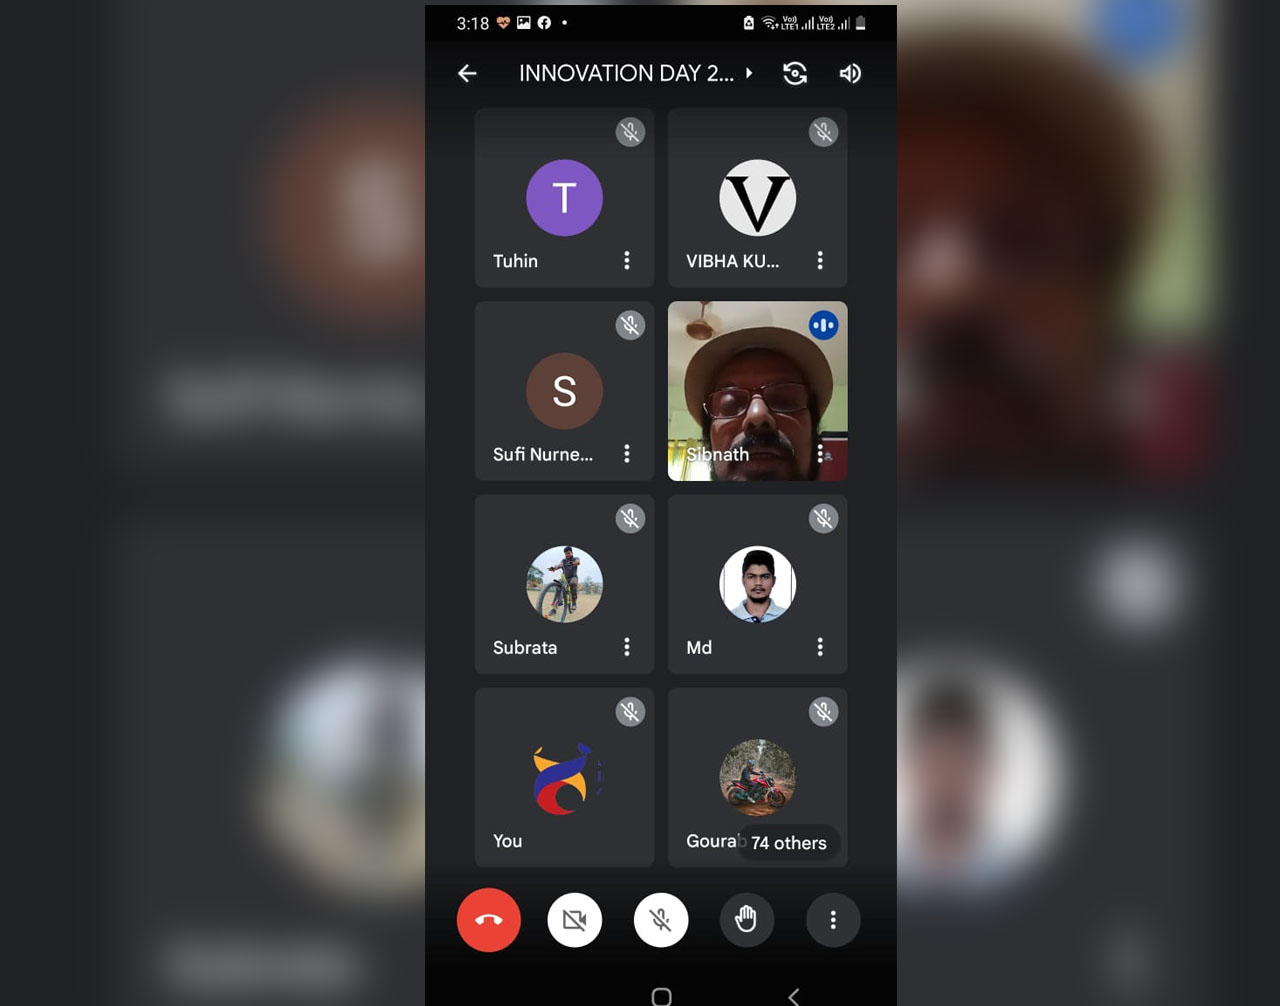 3:18 Vo)) LTE1 Vo)) LTE2
INNOVATION DAY 2...
T
V
Tuhin
VIBHA KU...
S
Sufi Nurne...
Sibnath
Subrata
Md
You
Gourab
74 others